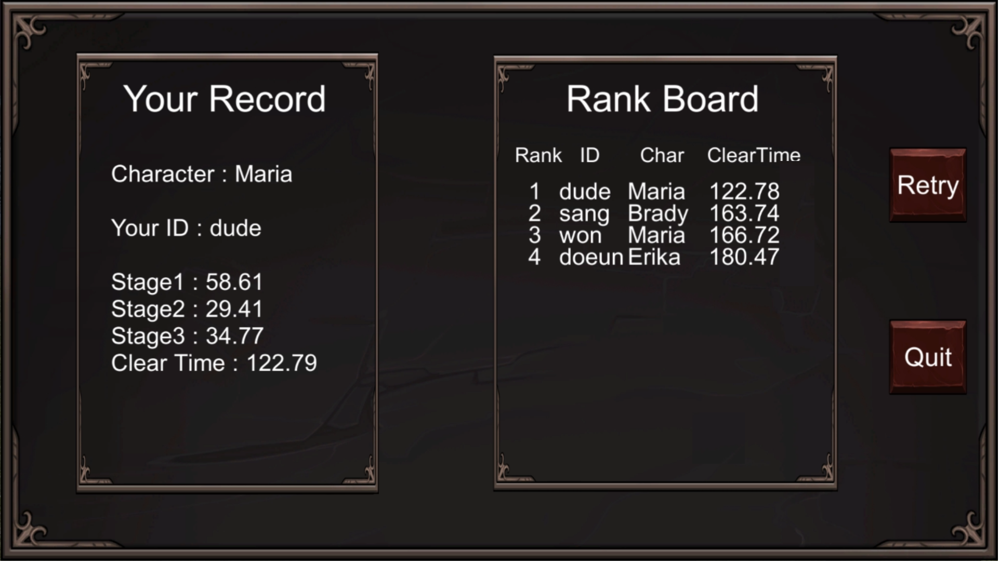 Your Record
Character : Maria
Your ID : dude
Stage1 : 58.61
Stage2 : 29.41
Stage3 : 34.77
Clear Time : 122.79
Rank Board
Rank ID Char ClearTime
1 dude Maria 122.78
2 sang Brady 163.74
3 won Maria 166.72
4 doeun Erika 180.47
Retry
Quit